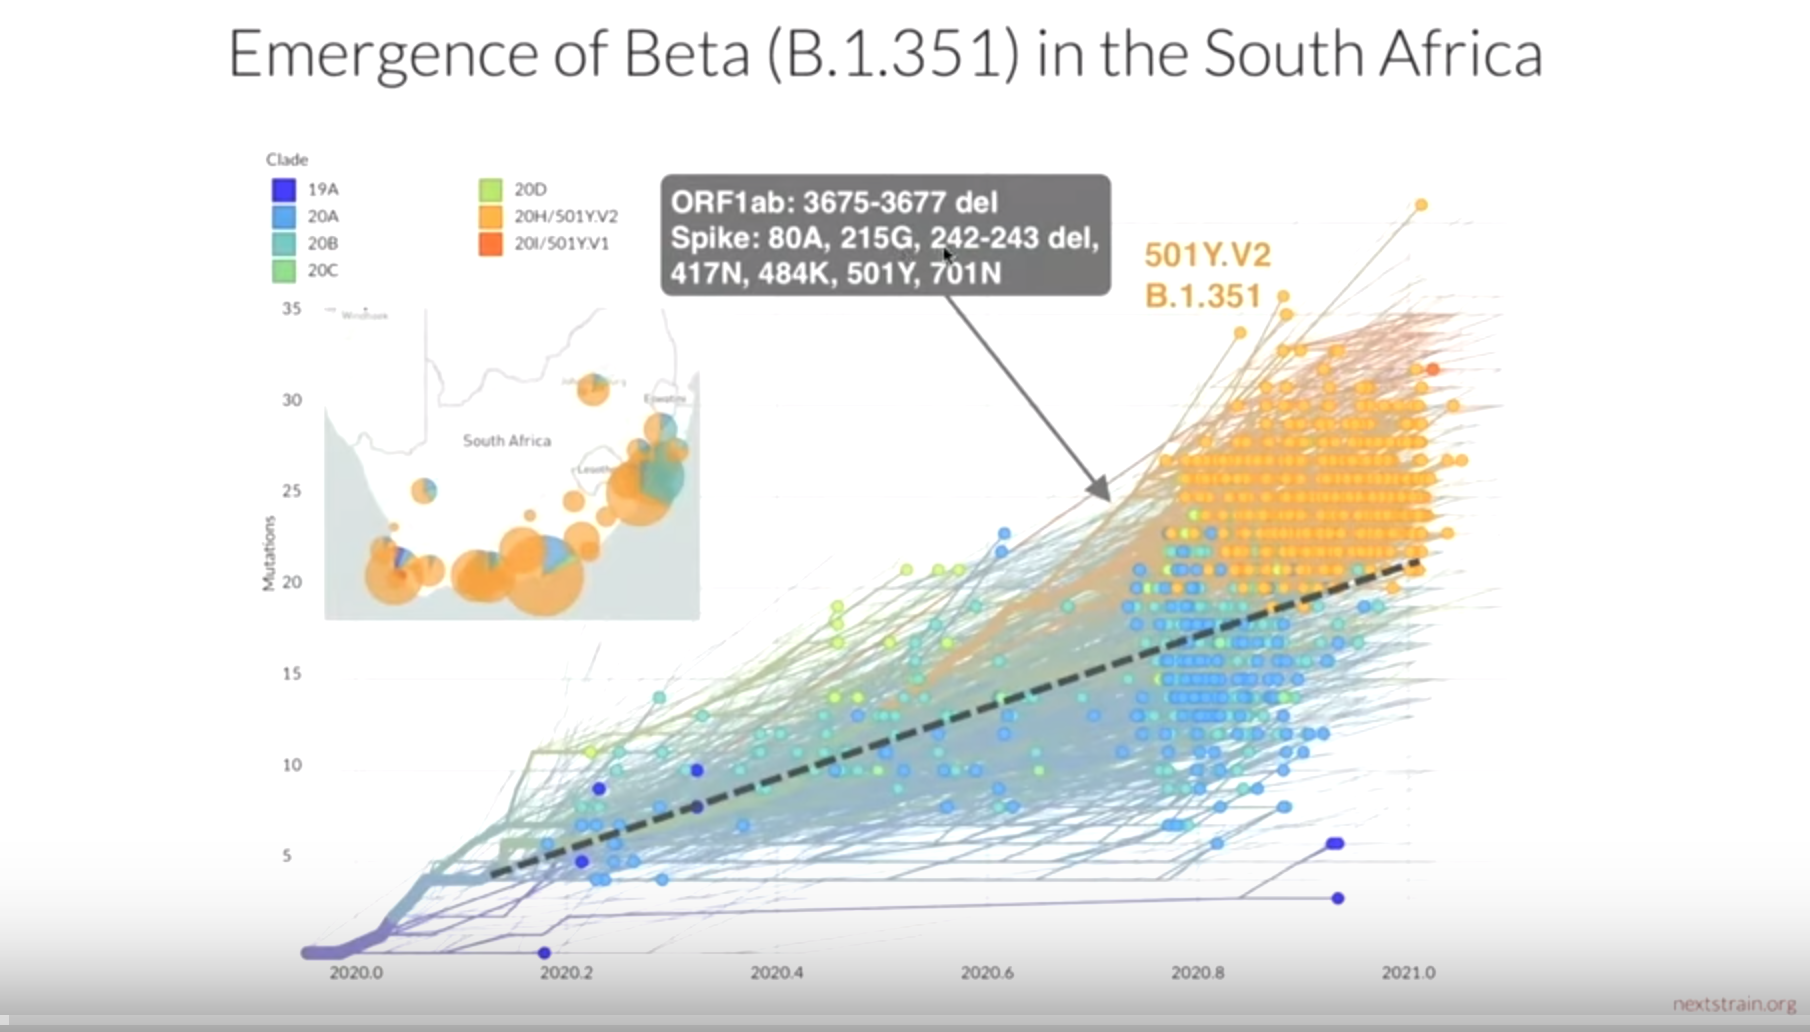 Emergence of Beta (B.1.351) in the South Africa
Clade
19A
20A
20B
20C
20D
20H/501Y.V2
20I/501Y.V1
ORF1ab: 3675-3677 del
Spike: 80A, 215G, 242-243 del,
417N, 484K, 501Y, 701N
501Y.V2
B.1.351
35
30
25
20
15
10
5
Mutations
Windhoek
Eswatini
South Africa
Lesotho
2020.0
2020.2
2020.4
2020.6
2020.8
2021.0
nextstrain.org